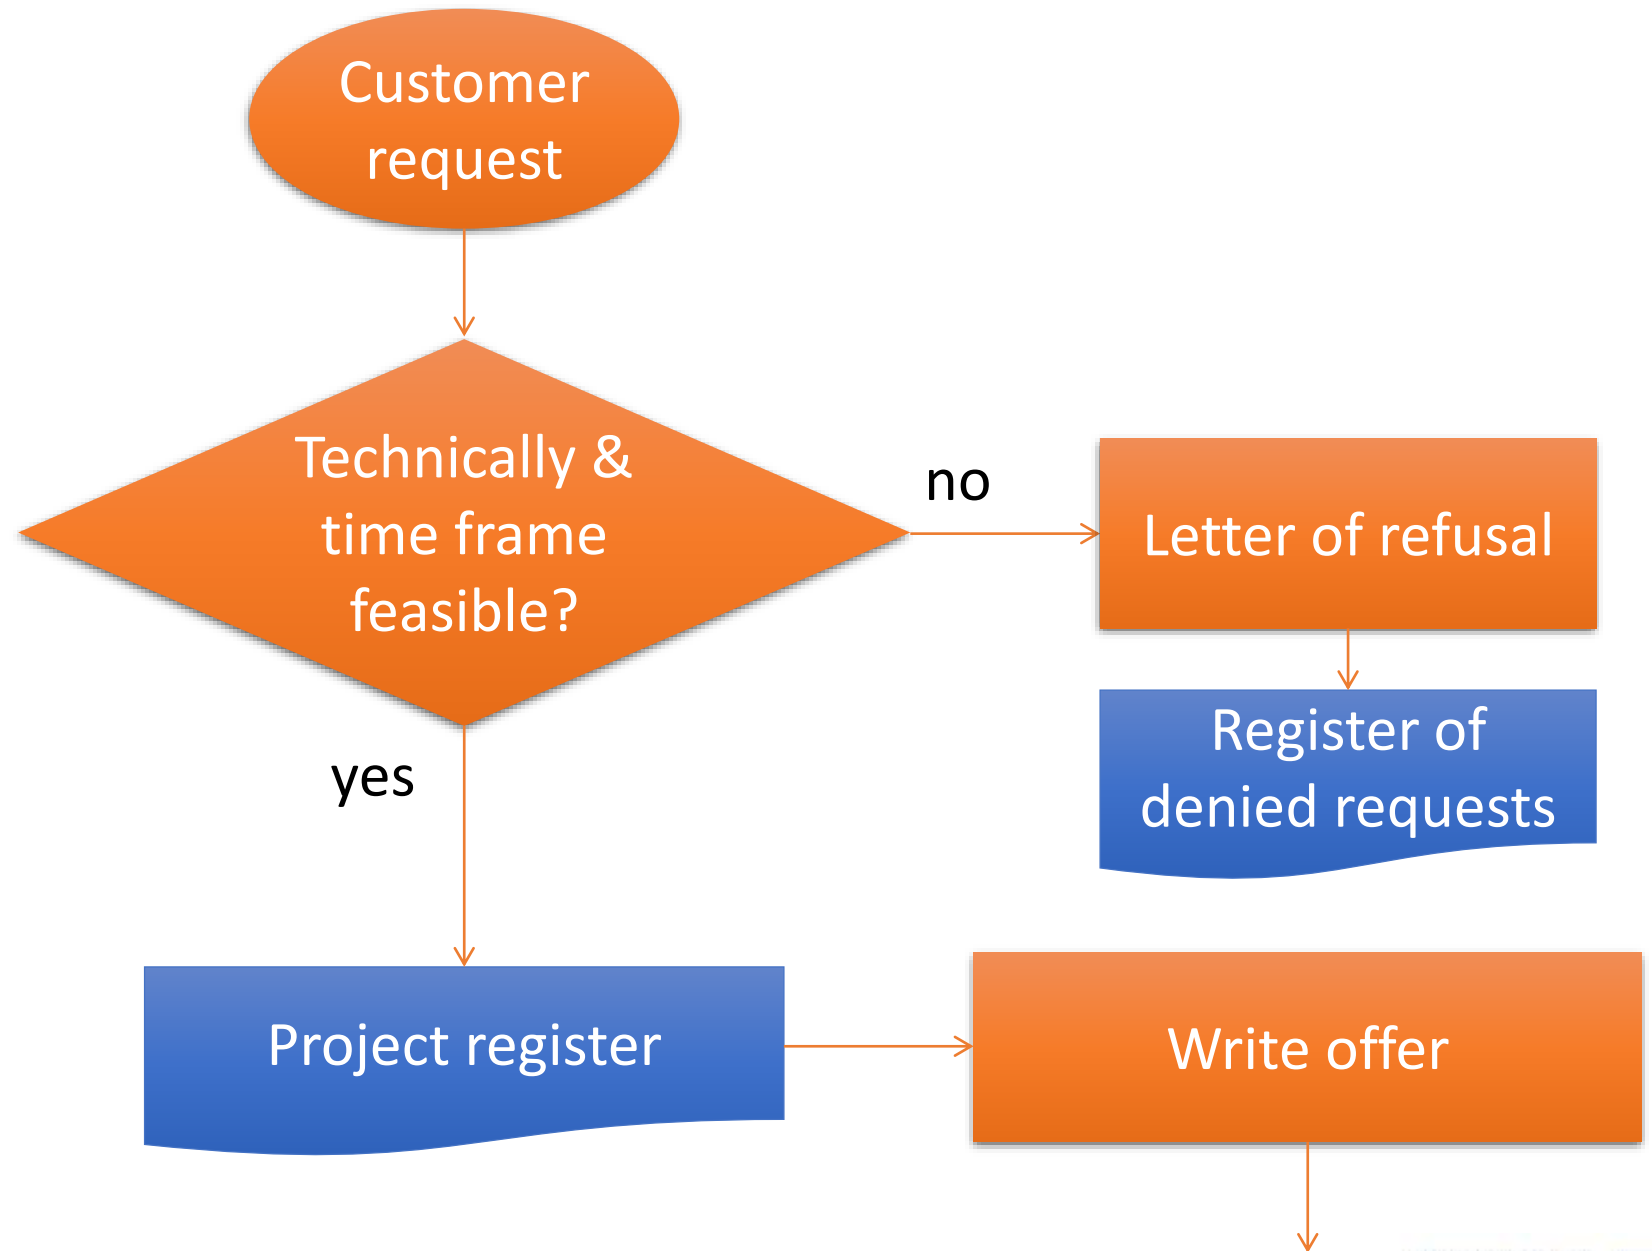 Customer
request
Technically &
time frame
feasible?
no
Letter of refusal
yes
Register of
denied requests
Project register
Write offer